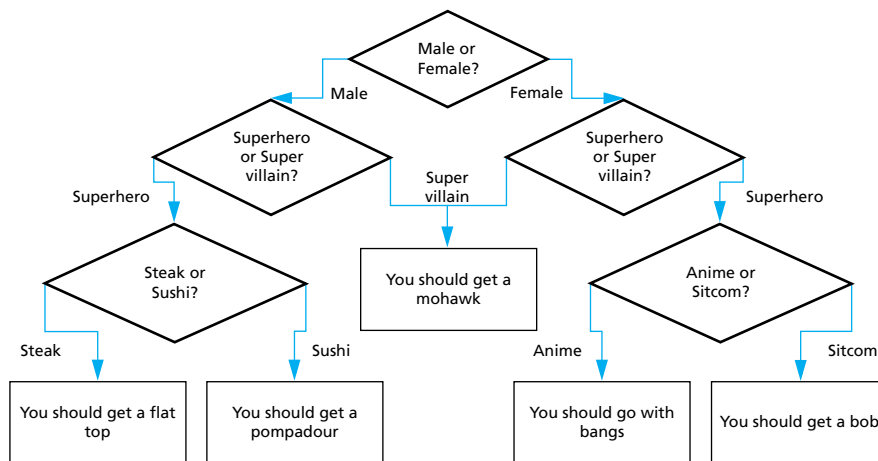 Male or
Female?
Male
Female
Superhero
or Super
villain?
Super
villain
Superhero
or Super
villain?
Superhero
Superhero
Steak or
Sushi?
You should get a
mohawk
Anime or
Sitcom?
Steak
Sushi
Anime
Sitcom
You should get a flat
top
You should get a
pompadour
You should go with
bangs
You should get a bob